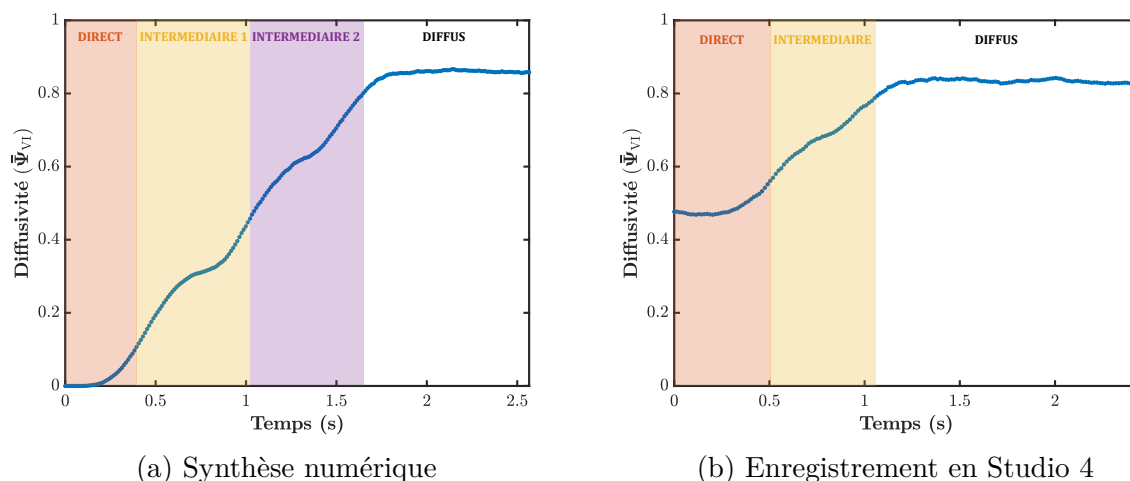 DIRECT INTERMEDIAIRE 1 INTERMEDIAIRE 2 DIFFUS
1
0.8
0.6
0.4
0.2
0
Diffusivité (Ψ̄VI)
0 0.5 1 1.5 2 2.5
Temps (s)
(a) Synthèse numérique
DIRECT INTERMEDIAIRE DIFFUS
1
0.8
0.6
0.4
0.2
0
Diffusivité (Ψ̄VI)
0 0.5 1 1.5 2
Temps (s)
(b) Enregistrement en Studio 4